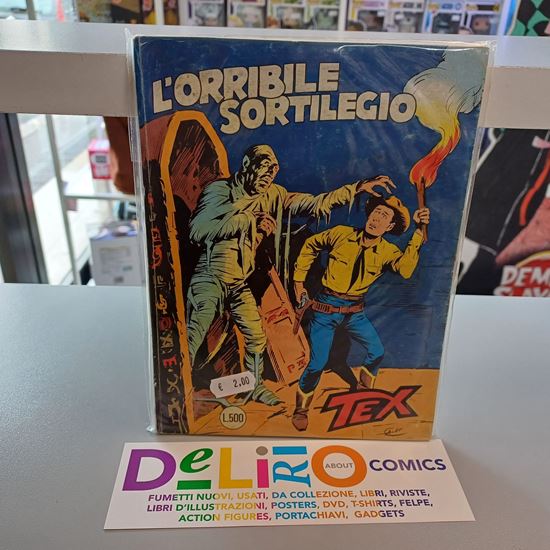 L'ORRIBILE
SORTILEGIO
€ 2.00
L.500
TEX
DELIRIO ABOUT COMICS
FUMETTI NUOVI, USATI, DA COLLEZIONE, LIBRI, RIVISTE,
LIBRI D'ILLUSTRAZIONI, POSTERS, DVD, T-SHIRTS, FELPE,
ACTION FIGURES, PORTACHIAVI, GADGETS